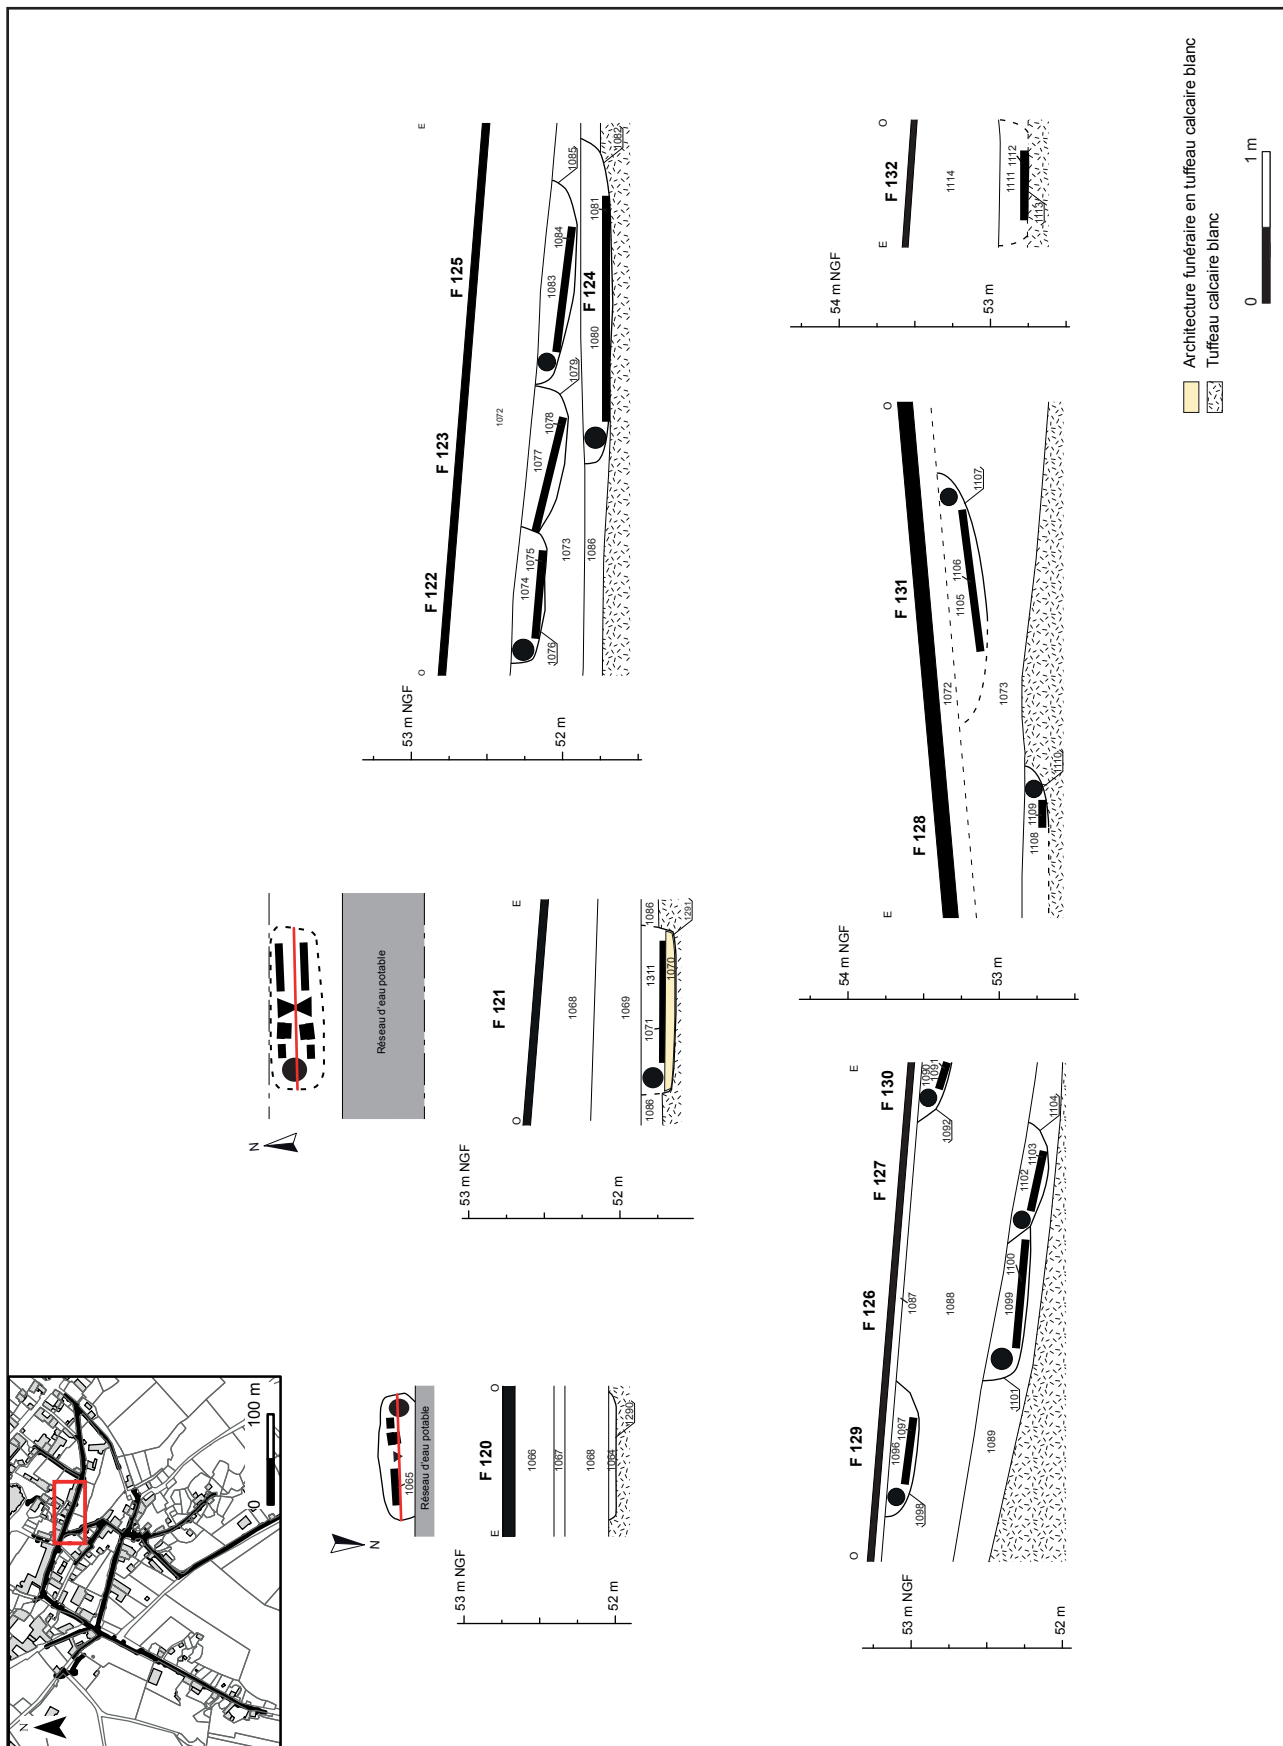 N
0 100 m
53 m NGF
52 m
N
1065
Réseau d'eau potable
E
F 120
O
1066
1067
1068
1064
1290
N
Réseau d'eau potable
53 m NGF
52 m
O
F 121
E
1068
1069
1086
1071
1311
1086
1070
1291
53 m NGF
52 m
O
E
F 122
F 123
F 125
1072
1074
1075
1076
1077
1078
1079
1083
1084
1085
1073
1086
1080
F 124
1081
1082
53 m NGF
52 m
O
F 129
F 126
F 127
F 130
E
1087
1088
1089
1096
1097
1098
1090
1091
1092
1099
1100
1101
1102
1103
1104
54 m NGF
53 m
E
F 128
F 131
O
1072
1073
1105
1106
1107
1108
1109
1110
54 m NGF
53 m
E
F 132
O
1114
1111
1112
1113
Architecture funéraire en tuffeau calcaire blanc
Tuffeau calcaire blanc
0 1 m